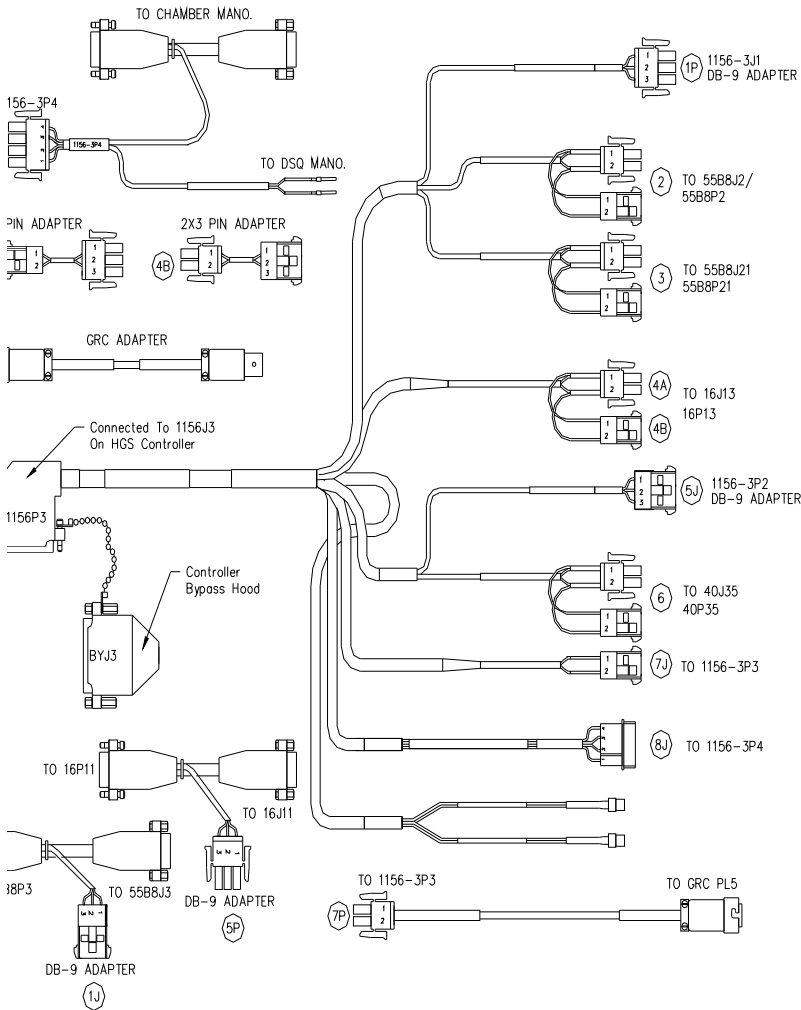 TO CHAMBER MANO.
156-3P4
1156-3P4
TO DSQ MANO.
PIN ADAPTER
2X3 PIN ADAPTER
4B
GRC ADAPTER
Connected To 1156J3
On HGS Controller
1156P3
Controller
Bypass Hood
BYJ3
TO 16P11
TO 16J11
DB-9 ADAPTER
5P
8P3
TO 55B8J3
DB-9 ADAPTER
1J
1P
1156-3J1
DB-9 ADAPTER
2
TO 55B8J2/
55B8P2
3
TO 55B8J21
55B8P21
4A
TO 16J13
16P13
4B
5J
1156-3P2
DB-9 ADAPTER
6
TO 40J35
40P35
7J
TO 1156-3P3
8J
TO 1156-3P4
TO 1156-3P3
7P
TO GRC PL5